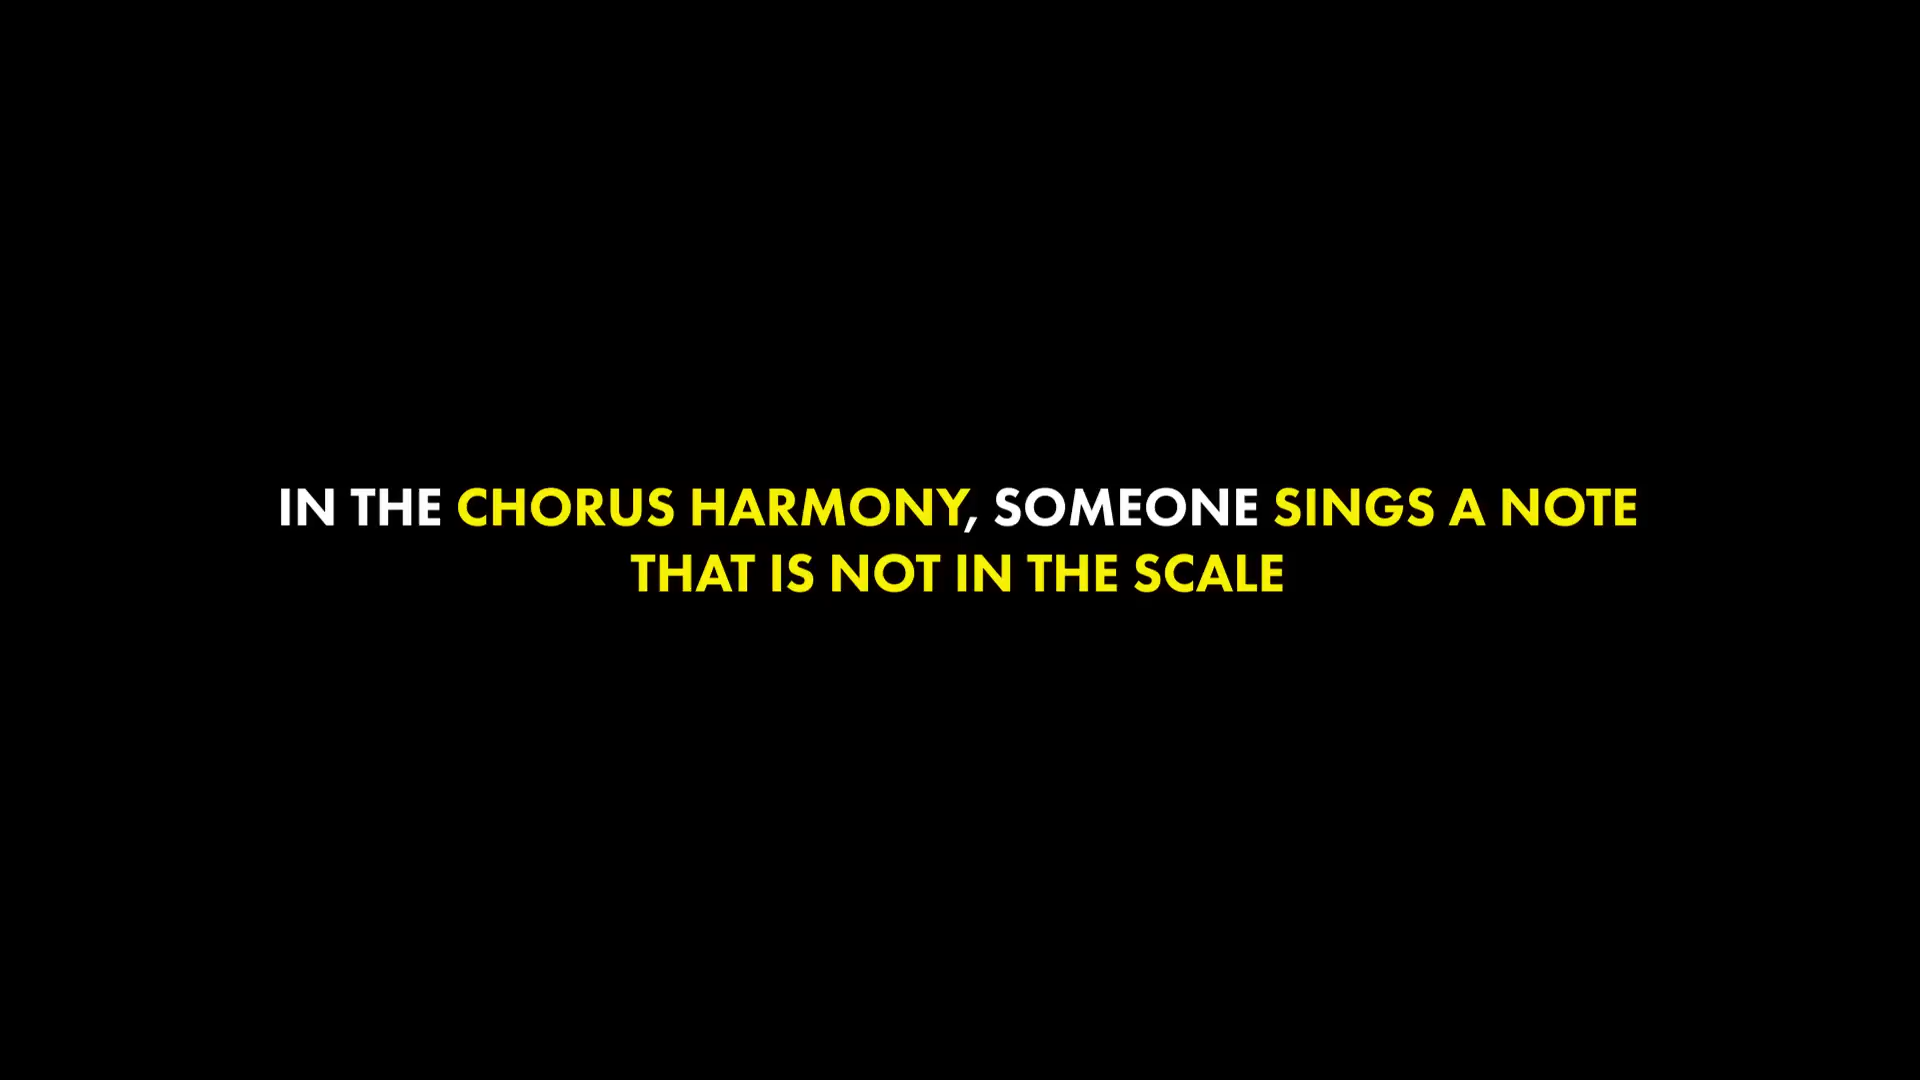 IN THE CHORUS HARMONY, SOMEONE SINGS A NOTE
THAT IS NOT IN THE SCALE